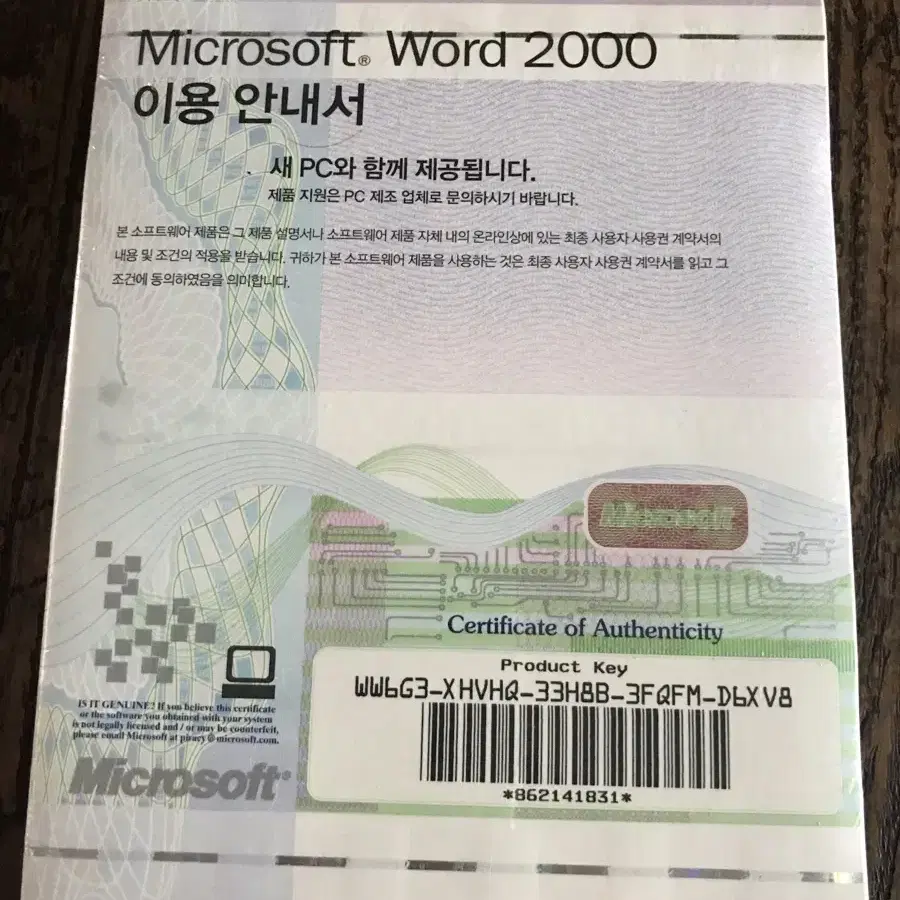 Microsoft® Word 2000
이용 안내서
· 새 PC와 함께 제공됩니다.
제품 지원은 PC 제조 업체로 문의하시기 바랍니다.
본 소프트웨어 제품은 그 제품 설명서나 소프트웨어 제품 자체 내의 온라인상에 있는 최종 사용자 사용권 계약서의
내용 및 조건의 적용을 받습니다. 귀하가 본 소프트웨어 제품을 사용하는 것은 최종 사용자 사용권 계약서를 읽고 그
조건에 동의하였음을 의미합니다.
Microsoft
Certificate of Authenticity
Product Key
WW6G3-XHVHQ-33H8B-3FQFM-D6XV8
*862141831*
IS IT GENUINE? If you believe this certificate
or the software you obtained with your system
is not legally licensed and / or may be counterfeit,
please email Microsoft at piracy@microsoft.com.
Microsoft®